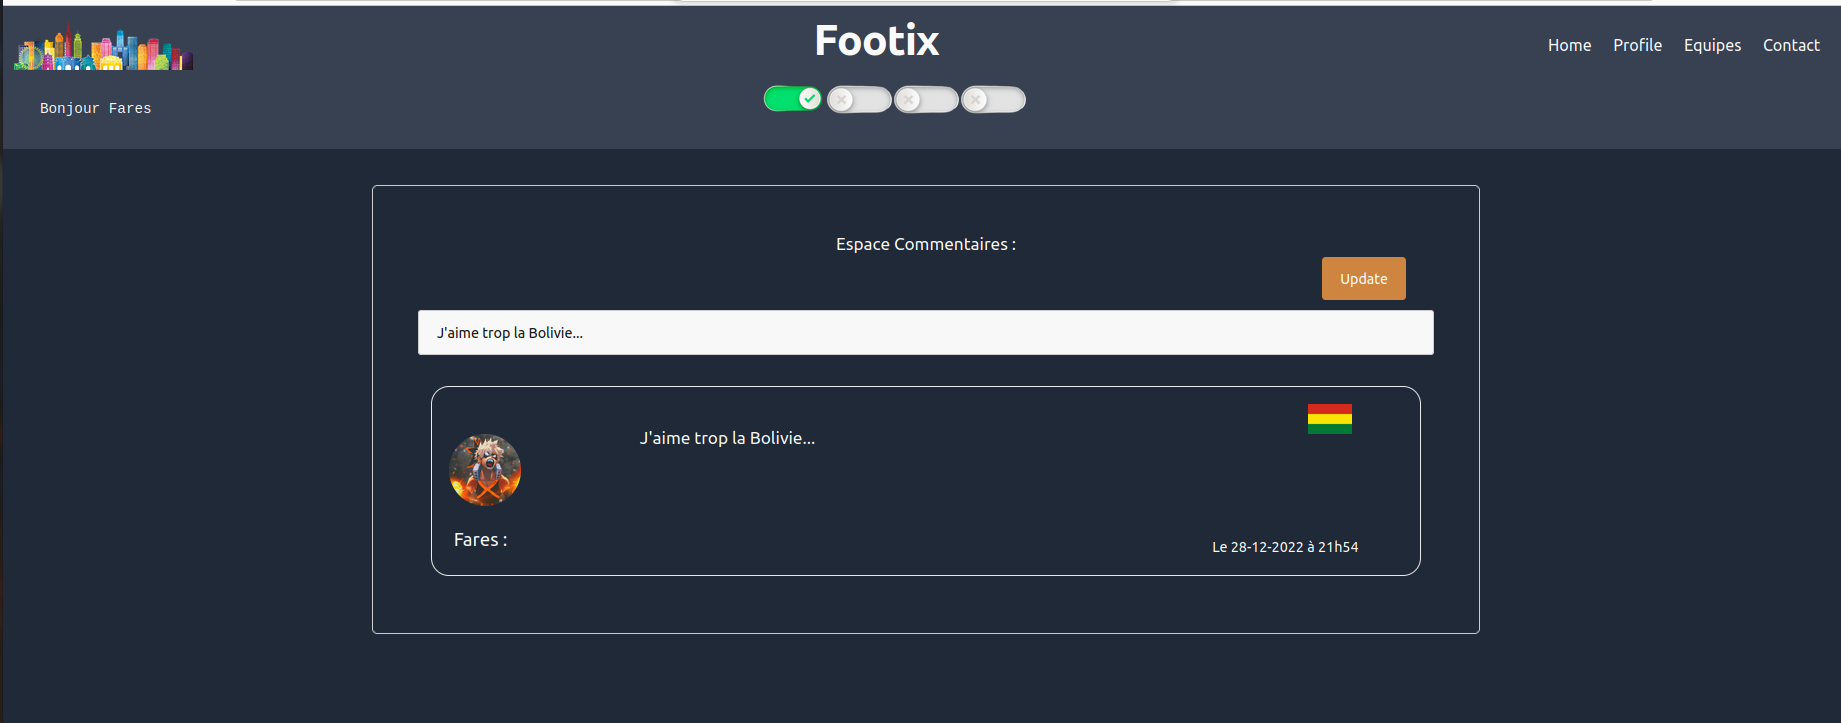 Footix
Home Profile Equipes Contact
Bonjour Fares
Espace Commentaires :
Update
J'aime trop la Bolivie...
J'aime trop la Bolivie...
Fares :
Le 28-12-2022 à 21h54